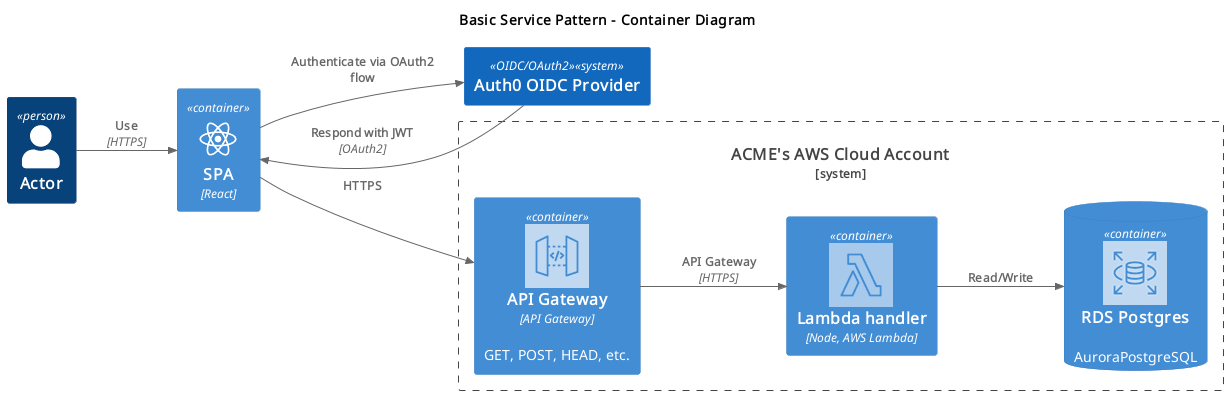 Basic Service Pattern - Container Diagram
«person»
Actor
Use
[HTTPS]
«container»
SPA
[React]
Authenticate via OAuth2
flow
«OIDC/OAuth2»«system»
Auth0 OIDC Provider
Respond with JWT
[OAuth2]
HTTPS
ACME's AWS Cloud Account
[system]
«container»
API Gateway
[API Gateway]
GET, POST, HEAD, etc.
API Gateway
[HTTPS]
«container»
Lambda handler
[Node, AWS Lambda]
Read/Write
«container»
RDS Postgres
AuroraPostgreSQL